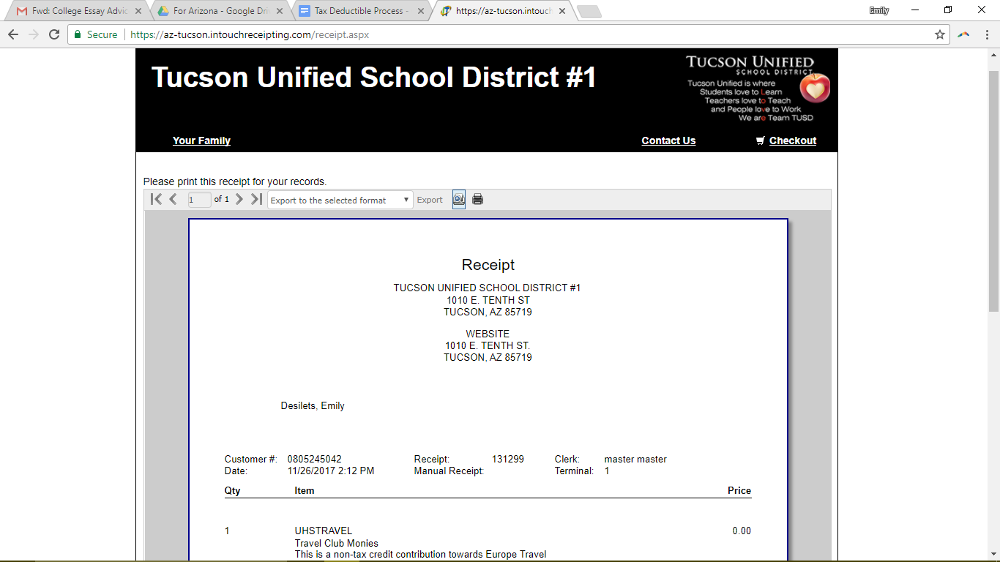 Fwd: College Essay Advic
For Arizona - Google Dri
Tax Deductible Process -
https://az-tucson.intouch
Emily
Secure
https://az-tucson.intouchreceipting.com/receipt.aspx
Tucson Unified School District #1
TUCSON UNIFIED
SCHOOL DISTRICT
Tucson Unified is where
Students love to Learn
Teachers love to Teach
and People love to Work
We are Team TUSD
Your Family
Contact Us
Checkout
Please print this receipt for your records.
1 of 1
Export to the selected format
Export
Receipt
TUCSON UNIFIED SCHOOL DISTRICT #1
1010 E. TENTH ST
TUCSON, AZ 85719
WEBSITE
1010 E. TENTH ST.
TUCSON, AZ 85719
Desilets, Emily
Customer #: 0805245042 Receipt: 131299 Clerk: master master
Date: 11/26/2017 2:12 PM Manual Receipt: Terminal: 1
Qty Item Price
1 UHSTRAVEL 0.00
Travel Club Monies
This is a non-tax credit contribution towards Europe Travel